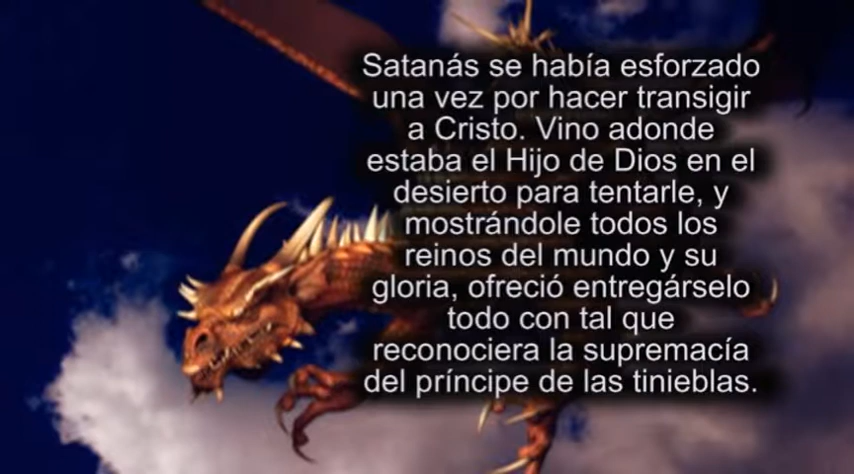 Satanás se había esforzado
una vez por hacer transigir
a Cristo. Vino adonde
estaba el Hijo de Dios en el
desierto para tentarle, y
mostrándole todos los
reinos del mundo y su
gloria, ofreció entregárselo
todo con tal que
reconociera la supremacía
del príncipe de las tinieblas.